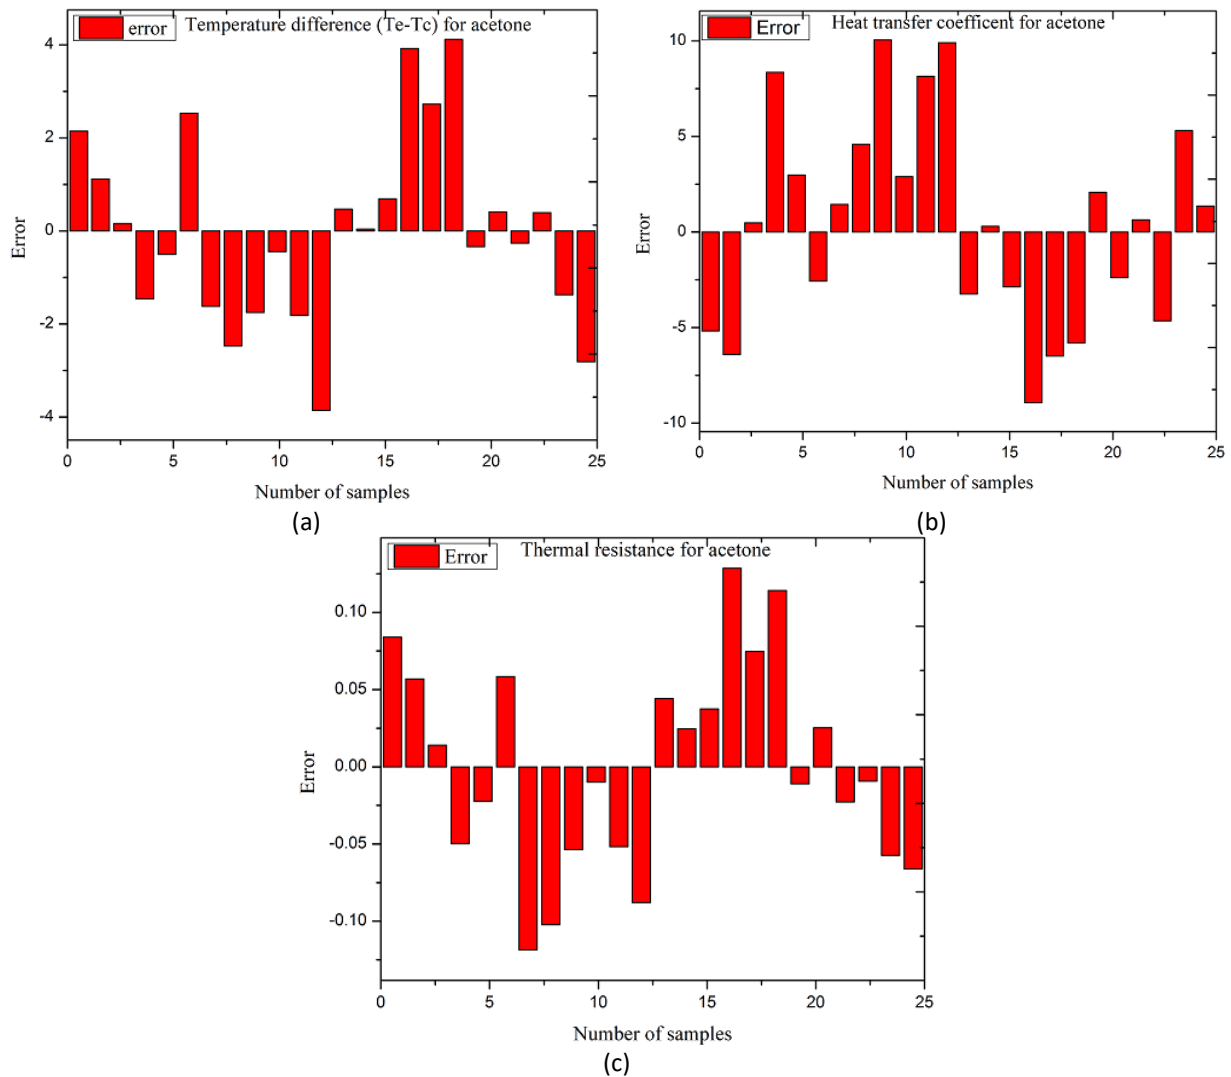 error
Temperature difference (Te-Tc) for acetone
4
2
0
-2
-4
Error
0 5 10 15 20 25
Number of samples
(a)
Error
Heat transfer coefficent for acetone
10
5
0
-5
-10
Error
0 5 10 15 20 25
Number of samples
(b)
Error
Thermal resistance for acetone
0.10
0.05
0.00
-0.05
-0.10
Error
0 5 10 15 20 25
Number of samples
(c)